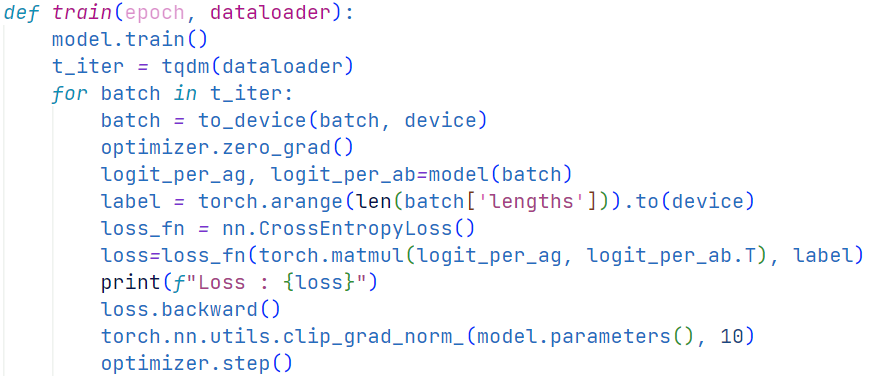 def train(epoch, dataloader):
    model.train()
    t_iter = tqdm(dataloader)
    for batch in t_iter:
        batch = to_device(batch, device)
        optimizer.zero_grad()
        logit_per_ag, logit_per_ab=model(batch)
        label = torch.arange(len(batch['lengths'])).to(device)
        loss_fn = nn.CrossEntropyLoss()
        loss=loss_fn(torch.matmul(logit_per_ag, logit_per_ab.T), label)
        print(f"Loss : {loss}")
        loss.backward()
        torch.nn.utils.clip_grad_norm_(model.parameters(), 10)
        optimizer.step()